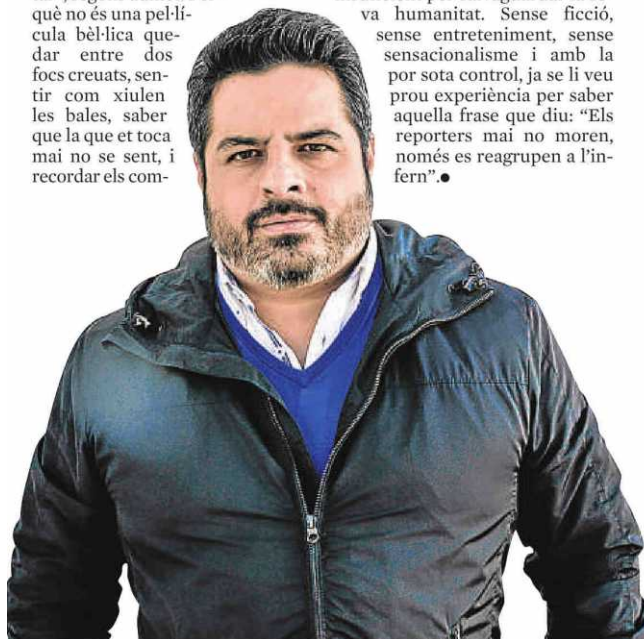 què no és una pel·lí-
cula bèl·lica que-
dar entre dos
focs creuats, sen-
tir com xiulen
les bales, saber
que la que et toca
mai no se sent, i
recordar els com-
va humanitat. Sense ficció,
sense entreteniment, sense
sensacionalisme i amb la
por sota control, ja se li veu
prou experiència per saber
aquella frase que diu: “Els
reporters mai no moren,
només es reagrupen a l’in-
fern”.●